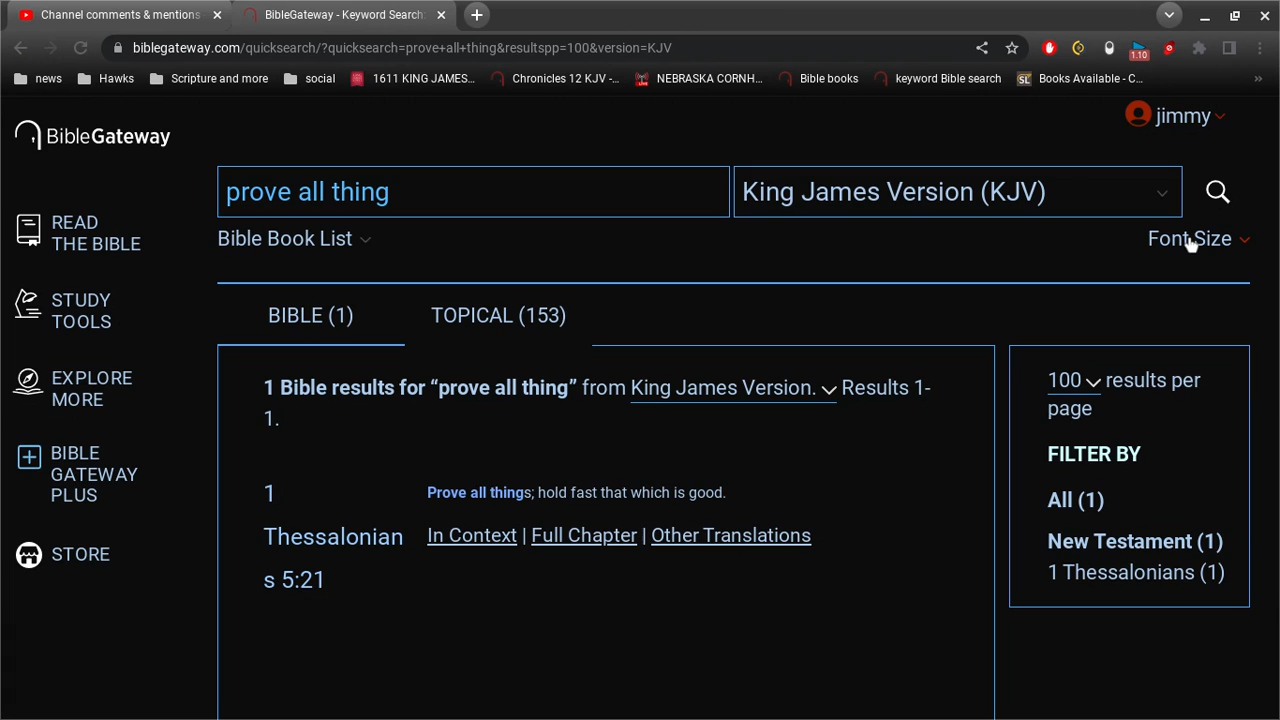 Channel comments & mentions
BibleGateway - Keyword Search:
biblegateway.com/quicksearch/?quicksearch=prove+all+thing&resultspp=100&version=KJV
1.10
news
Hawks
Scripture and more
social
1611 KING JAMES...
Chronicles 12 KJV -...
NEBRASKA CORNH...
Bible books
keyword Bible search
Books Available - C...
»
BibleGateway
jimmy
prove all thing
King James Version (KJV)
Bible Book List
Font Size
READ
THE BIBLE
STUDY
TOOLS
EXPLORE
MORE
BIBLE
GATEWAY
PLUS
STORE
BIBLE (1)
TOPICAL (153)
1 Bible results for “prove all thing” from King James Version. Results 1-
1.
1
Thessalonian
s 5:21
Prove all things; hold fast that which is good.
In Context | Full Chapter | Other Translations
100 results per
page
FILTER BY
All (1)
New Testament (1)
1 Thessalonians (1)